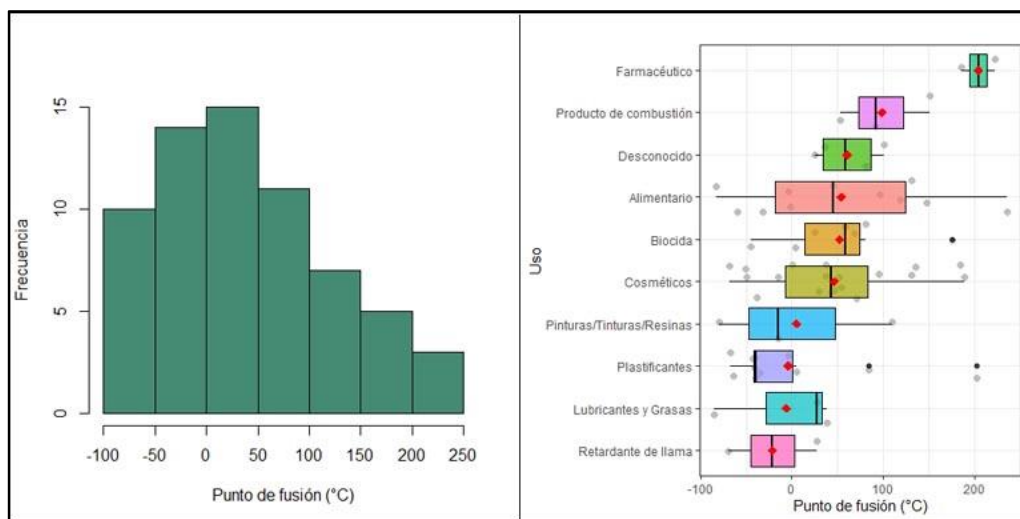 Frecuencia
15
10
5
0
-100 -50 0 50 100 150 200 250
Punto de fusión (°C)
Uso
Farmacéutico
Producto de combustión
Desconocido
Alimentario
Biocida
Cosméticos
Pinturas/Tinturas/Resinas
Plastificantes
Lubricantes y Grasas
Retardante de llama
-100 0 100 200
Punto de fusión (°C)